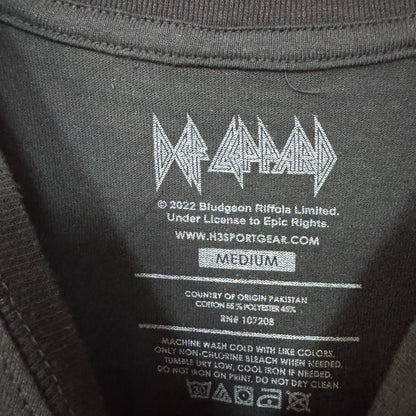 DEF LEPPARD
© 2022 Bludgeon Riffola Limited.
Under License to Epic Rights.
WWW.H3SPORTGEAR.COM
MEDIUM
COUNTRY OF ORIGIN PAKISTAN
COTTON 55% POLYESTER 45%
RN# 107208
MACHINE WASH COLD WITH LIKE COLORS,
ONLY NON-CHLORINE BLEACH WHEN NEEDED.
TUMBLE DRY LOW, COOL IRON IF NEEDED.
DO NOT IRON ON PRINT, DO NOT DRY CLEAN.
30